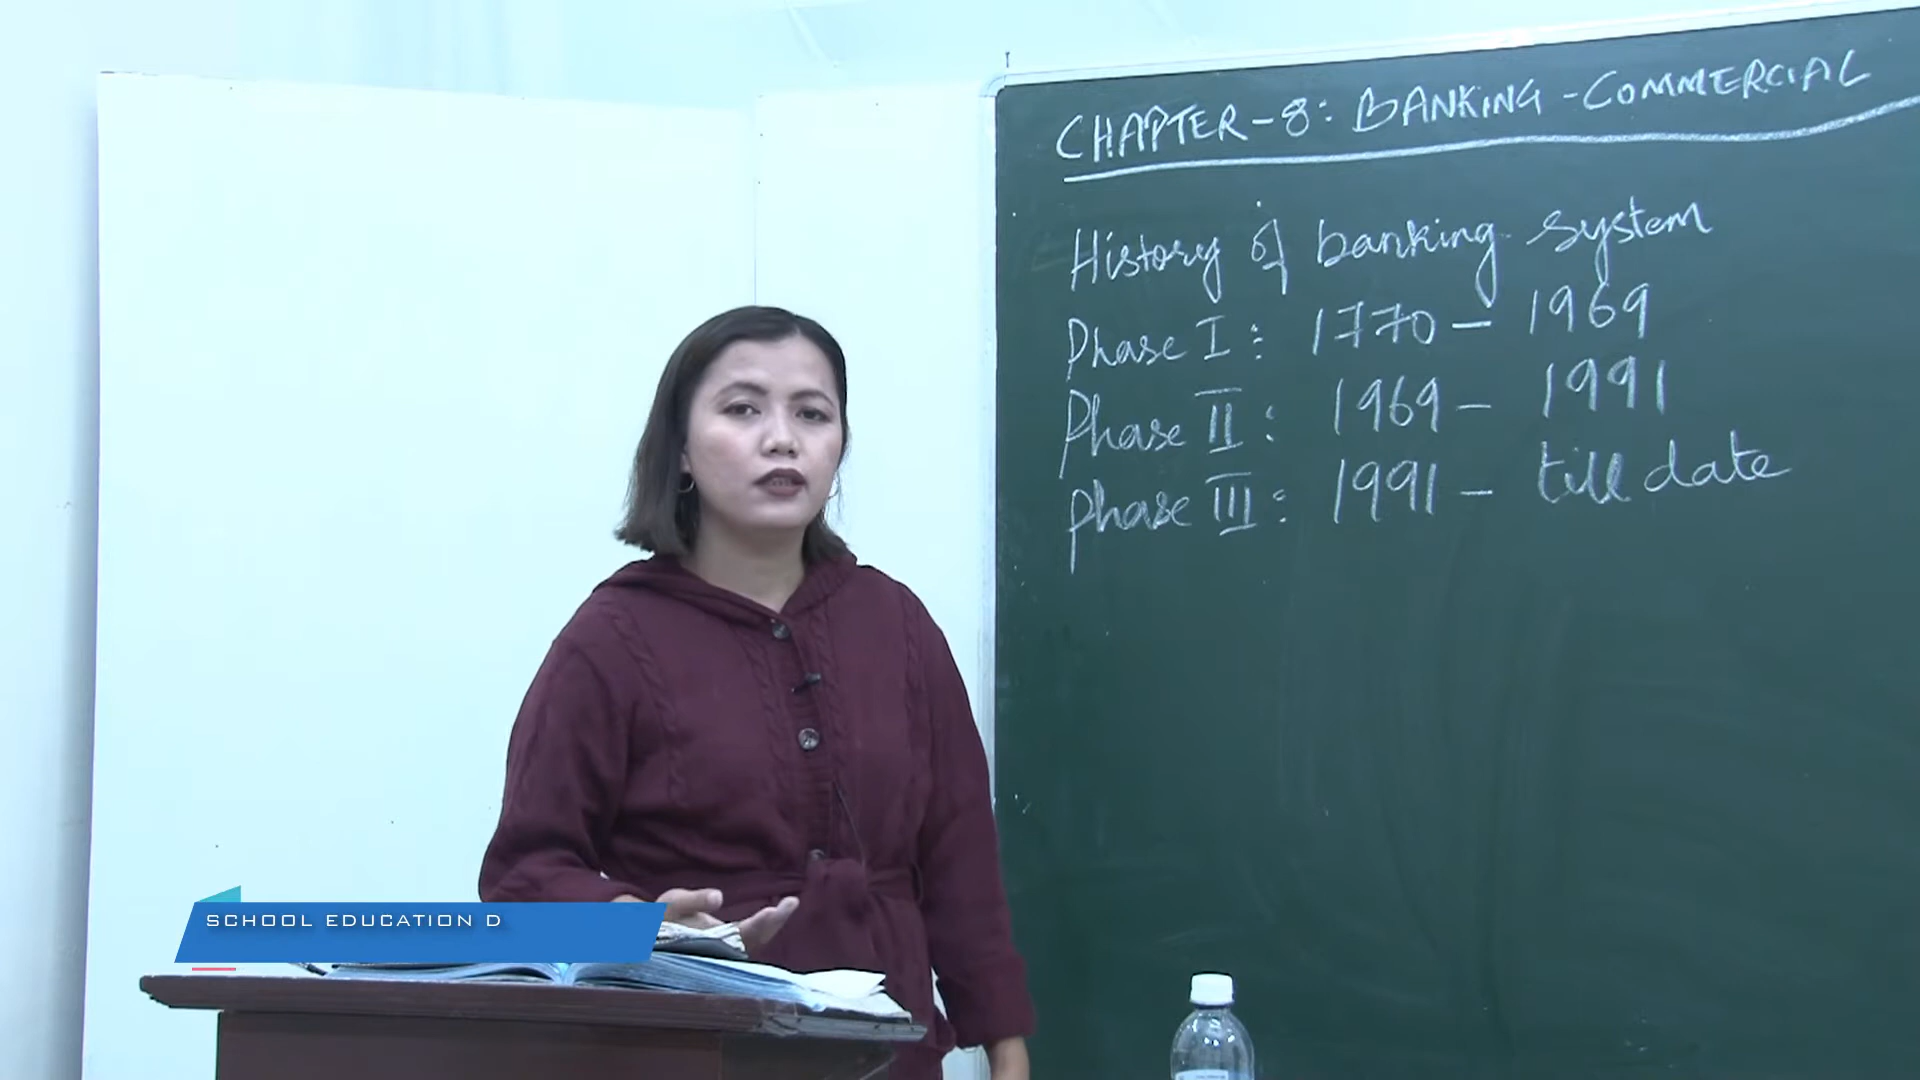 CHAPTER-8: BANKING-COMMERCIAL
History of banking system
Phase I: 1770 - 1969
Phase II: 1969 - 1991
Phase III: 1991 - till date
SCHOOL EDUCATION D